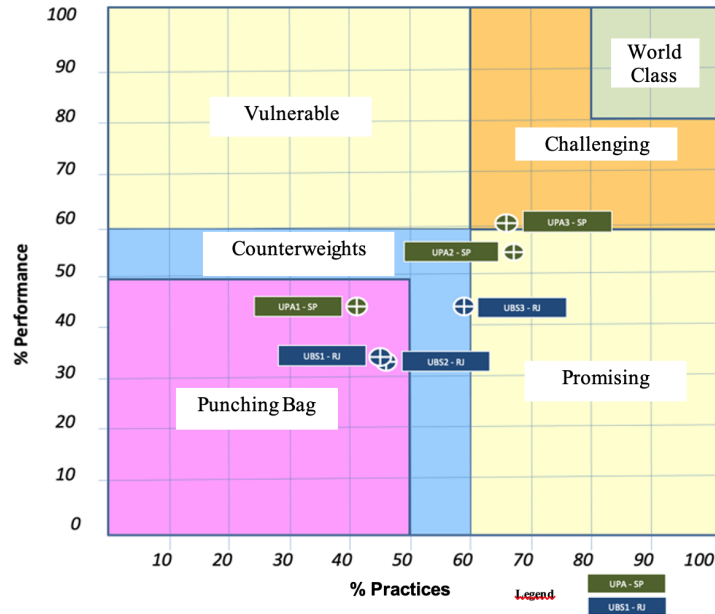 100
90
80
70
60
50
40
30
20
10
0
% Performance
World
Class
Vulnerable
Challenging
UPA3 - SP
Counterweights
UPA2 - SP
UPA1 - SP
UBS3 - RJ
UBS1 - RJ
UBS2 - RJ
Promising
Punching Bag
10 20 30 40 50 60 70 80 90 100
% Practices
Legend
UPA - SP
UBS1 - RJ